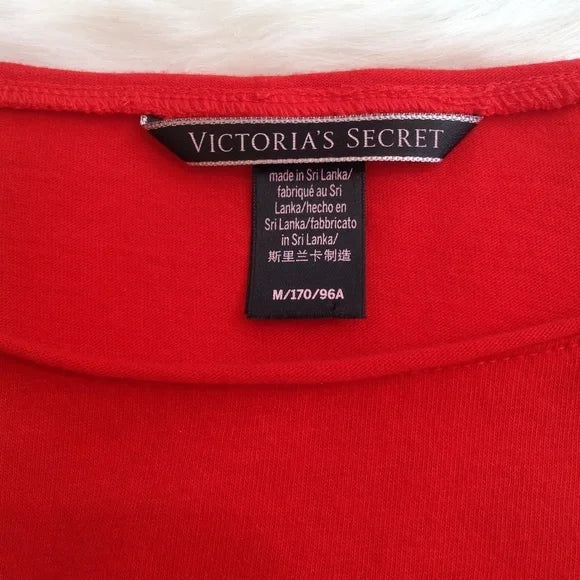 VICTORIA'S SECRET
made in Sri Lanka/
fabriqué au Sri
Lanka/hecho en
Sri Lanka/fabbricato
in Sri Lanka/
斯里兰卡制造
M/170/96A